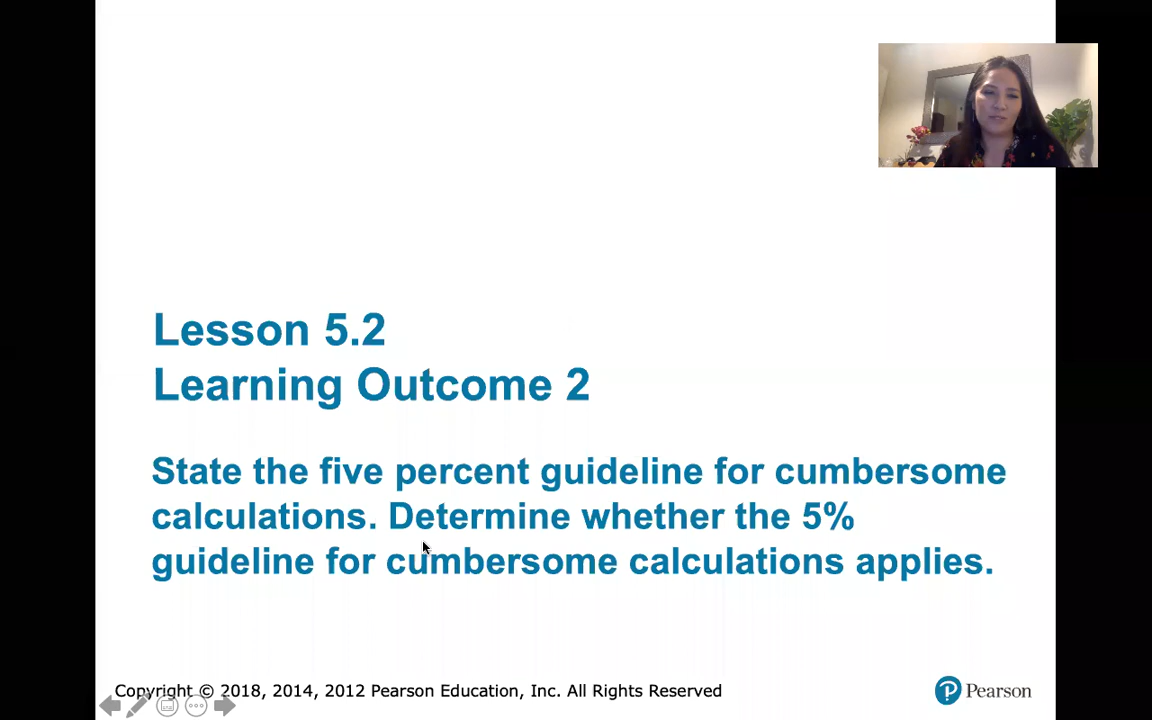 Lesson 5.2
Learning Outcome 2
State the five percent guideline for cumbersome
calculations. Determine whether the 5%
guideline for cumbersome calculations applies.
Copyright © 2018, 2014, 2012 Pearson Education, Inc. All Rights Reserved
Pearson